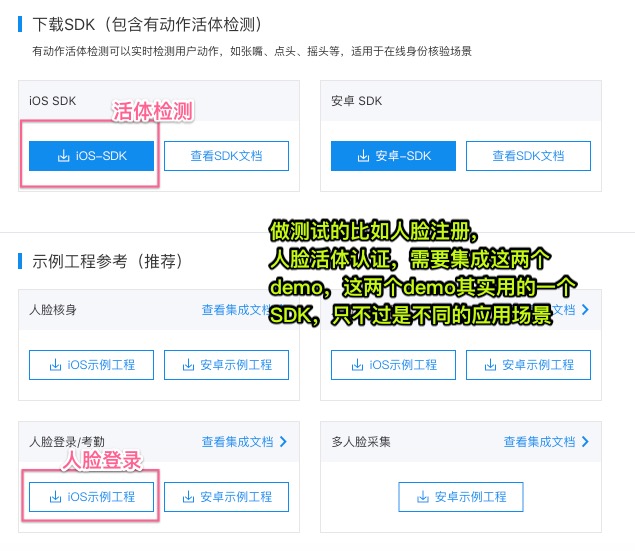 下载SDK（包含有动作活体检测）
有动作活体检测可以实时检测用户动作，如张嘴、点头、摇头等，适用于在线身份核验场景
iOS SDK
活体检测
iOS-SDK
查看SDK文档
安卓 SDK
安卓-SDK
查看SDK文档
做测试的比如人脸注册，
人脸活体认证，需要集成这两个
demo，这两个demo其实用的一个
SDK，只不过是不同的应用场景
示例工程参考（推荐）
人脸核身
查看集成文档
iOS示例工程
安卓示例工程
文档
iOS示例工程
安卓示例工程
人脸登录/考勤
查看集成文档
人脸登录
iOS示例工程
安卓示例工程
多人脸采集
查看集成文档
安卓示例工程